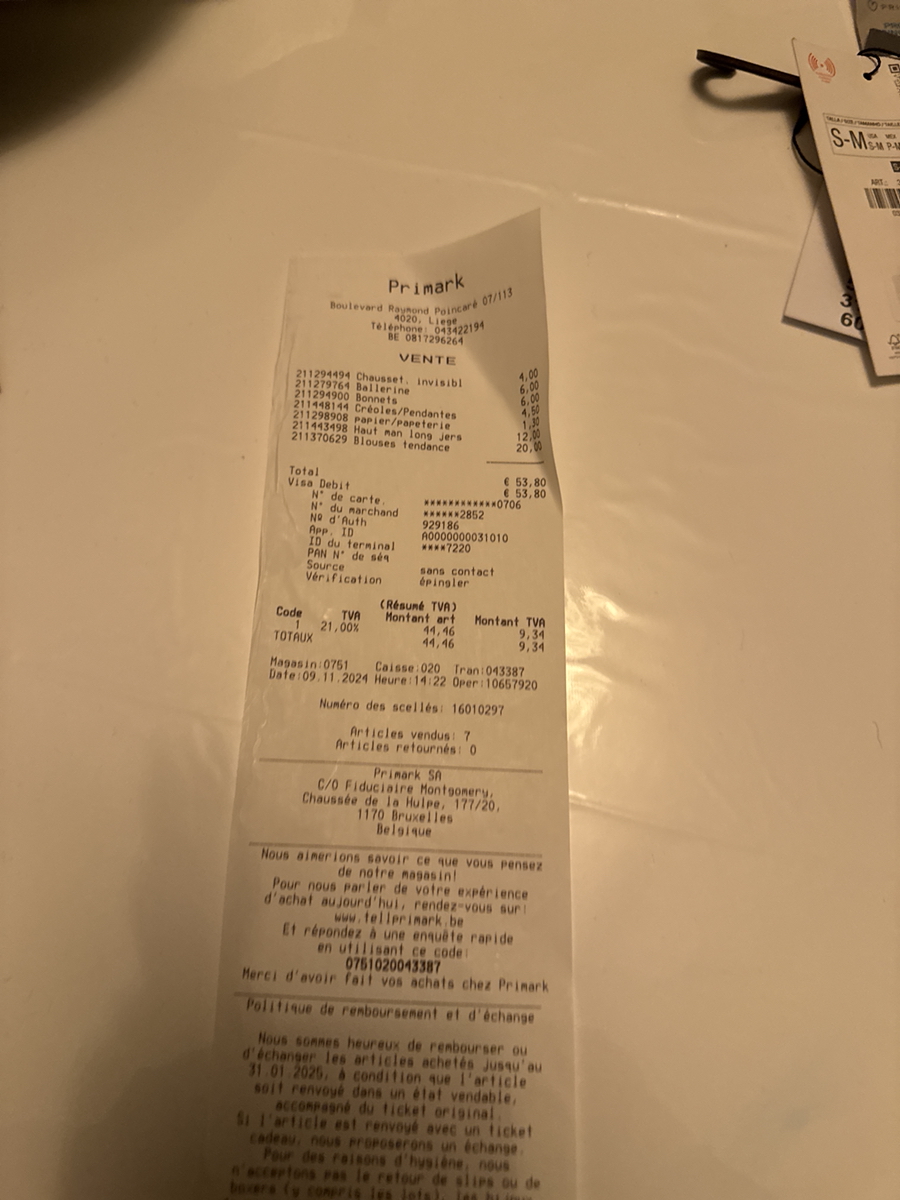 Primark
Boulevard Raymond Poincaré 07/113
4020, Liege
Téléphone: 043422194
BE 0817296264
VENTE
211294494 Chausset. invisibl 4,00
211279764 Ballerine 6,00
211294900 Bonnets 6,00
211448144 Créoles/Pendantes 4,50
211298908 papier/papeterie 1,30
211443498 Haut man long jers 12,00
211370629 Blouses tendance 20,00
Total € 53,80
Visa Debit € 53,80
N° de carte. ************0706
N° du marchand ******2852
Nº d'Auth 929186
App. ID A0000000031010
ID du terminal ****7220
PAN N° de séq
Source sans contact
Vérification épingler
(Résumé TVA)
Code TVA Montant art Montant TVA
1 21,00% 44,46 9,34
TOTAUX 44,46 9,34
Magasin:0751 Caisse:020 Tran:043387
Date:09.11.2024 Heure:14:22 Oper:10657920
Numéro des scellés: 16010297
Articles vendus: 7
Articles retournés: 0
Primark SA
C/O Fiduciaire Montgomery,
Chaussée de la Hulpe, 177/20,
1170 Bruxelles
Belgique
Nous aimerions savoir ce que vous pensez
de notre magasin!
Pour nous parler de votre expérience
d'achat aujourd'hui, rendez-vous sur:
www.tellprimark.be
Et répondez à une enquête rapide
en utilisant ce code:
0751020043387
Merci d'avoir fait vos achats chez Primark
Politique de remboursement et d'échange
Nous sommes heureux de rembourser ou
d'échanger les articles achetés jusqu'au
31.01.2025, à condition que l'article
soit renvoyé dans un état vendable,
accompagné du ticket original.
Si l'article est renvoyé avec un ticket
cadeau, nous proposerons un échange.
Pour des raisons d'hygiène, nous
n'acceptons pas le retour de slips ou de
boxers (y compris les lots), les bijoux
S-M
USA MEX
S-M P-M
ART.:
60